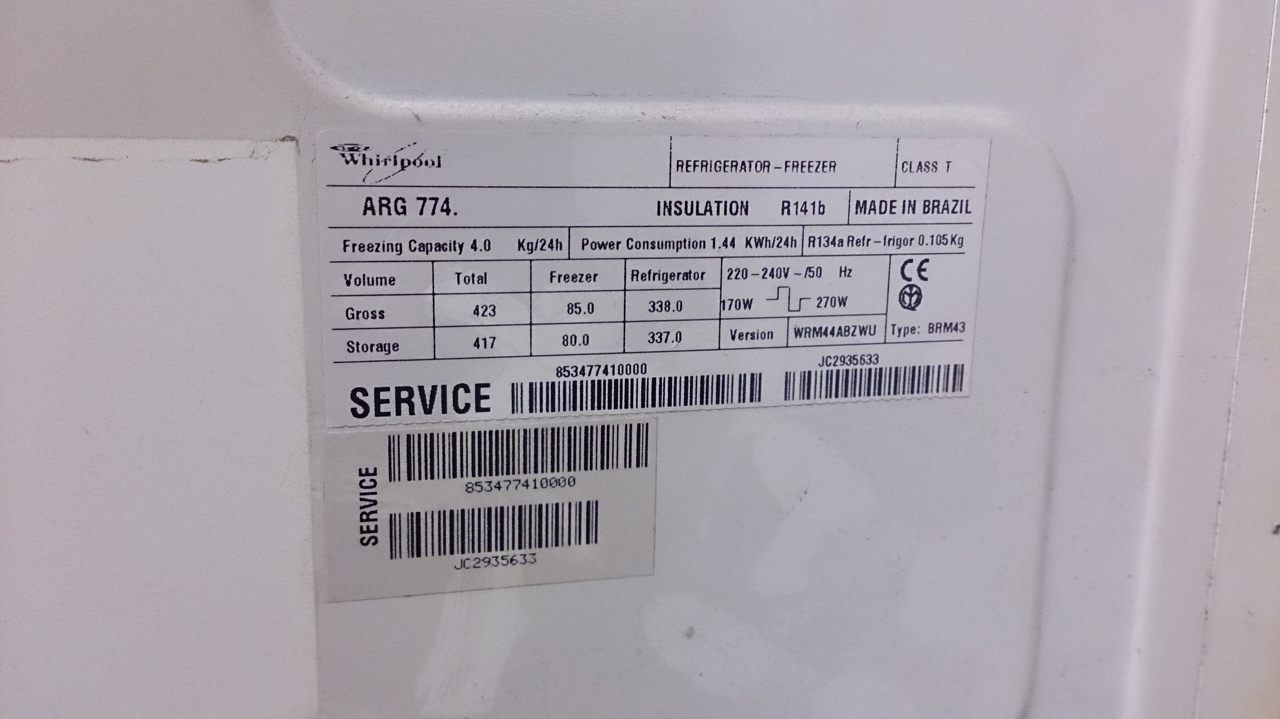 Whirlpool REFRIGERATOR-FREEZER CLASS T
ARG 774. INSULATION R141b MADE IN BRAZIL
Freezing Capacity 4.0 Kg/24h Power Consumption 1.44 KWh/24h R134a Refr-frigor 0.105Kg
Volume Total Freezer Refrigerator 220-240V~/50 Hz CE
Gross 423 85.0 338.0 170W 270W
Storage 417 80.0 337.0 Version WRM44ABZWU Type: BRM43
853477410000 JC2935633
SERVICE
SERVICE
853477410000
JC2935633